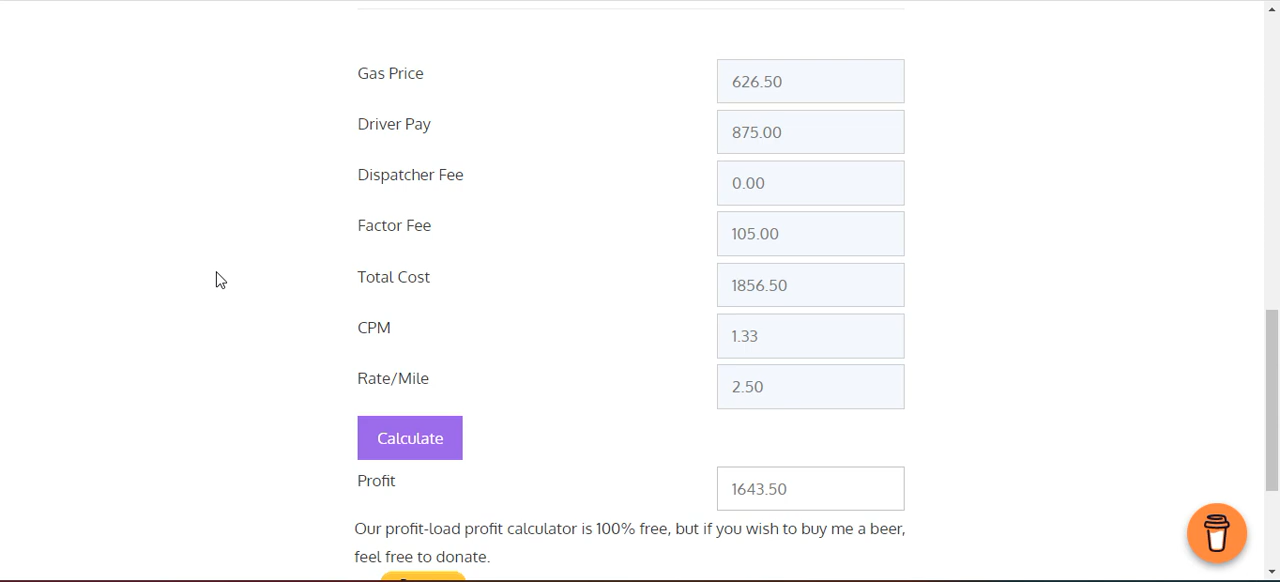 Gas Price 626.50
Driver Pay 875.00
Dispatcher Fee 0.00
Factor Fee 105.00
Total Cost 1856.50
CPM 1.33
Rate/Mile 2.50
Calculate
Profit 1643.50
Our profit-load profit calculator is 100% free, but if you wish to buy me a beer,
feel free to donate.